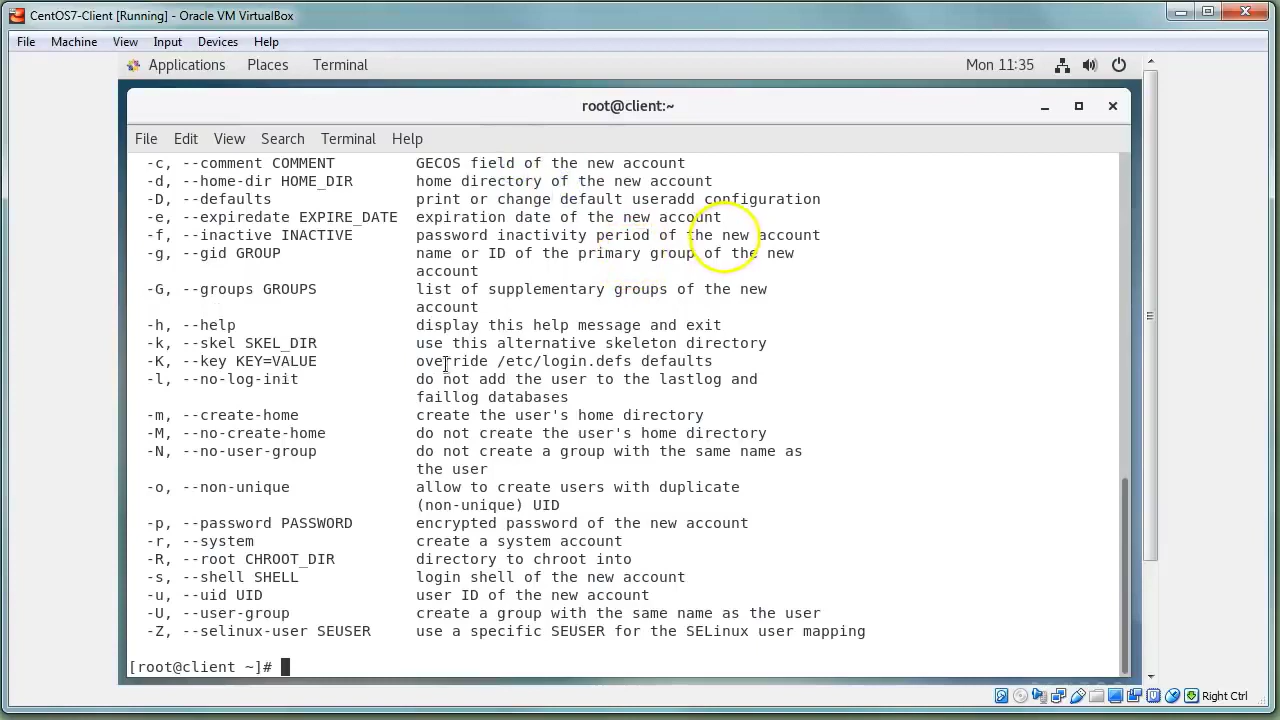 CentOS7-Client [Running] - Oracle VM VirtualBox
File Machine View Input Devices Help
Applications Places Terminal Mon 11:35
root@client:~
File Edit View Search Terminal Help
-c, --comment COMMENT GECOS field of the new account
-d, --home-dir HOME_DIR home directory of the new account
-D, --defaults print or change default useradd configuration
-e, --expiredate EXPIRE_DATE expiration date of the new account
-f, --inactive INACTIVE password inactivity period of the new account
-g, --gid GROUP name or ID of the primary group of the new
account
-G, --groups GROUPS list of supplementary groups of the new
account
-h, --help display this help message and exit
-k, --skel SKEL_DIR use this alternative skeleton directory
-K, --key KEY=VALUE override /etc/login.defs defaults
-l, --no-log-init do not add the user to the lastlog and
faillog databases
-m, --create-home create the user's home directory
-M, --no-create-home do not create the user's home directory
-N, --no-user-group do not create a group with the same name as
the user
-o, --non-unique allow to create users with duplicate
(non-unique) UID
-p, --password PASSWORD encrypted password of the new account
-r, --system create a system account
-R, --root CHROOT_DIR directory to chroot into
-s, --shell SHELL login shell of the new account
-u, --uid UID user ID of the new account
-U, --user-group create a group with the same name as the user
-Z, --selinux-user SEUSER use a specific SEUSER for the SELinux user mapping
[root@client ~]#
Right Ctrl